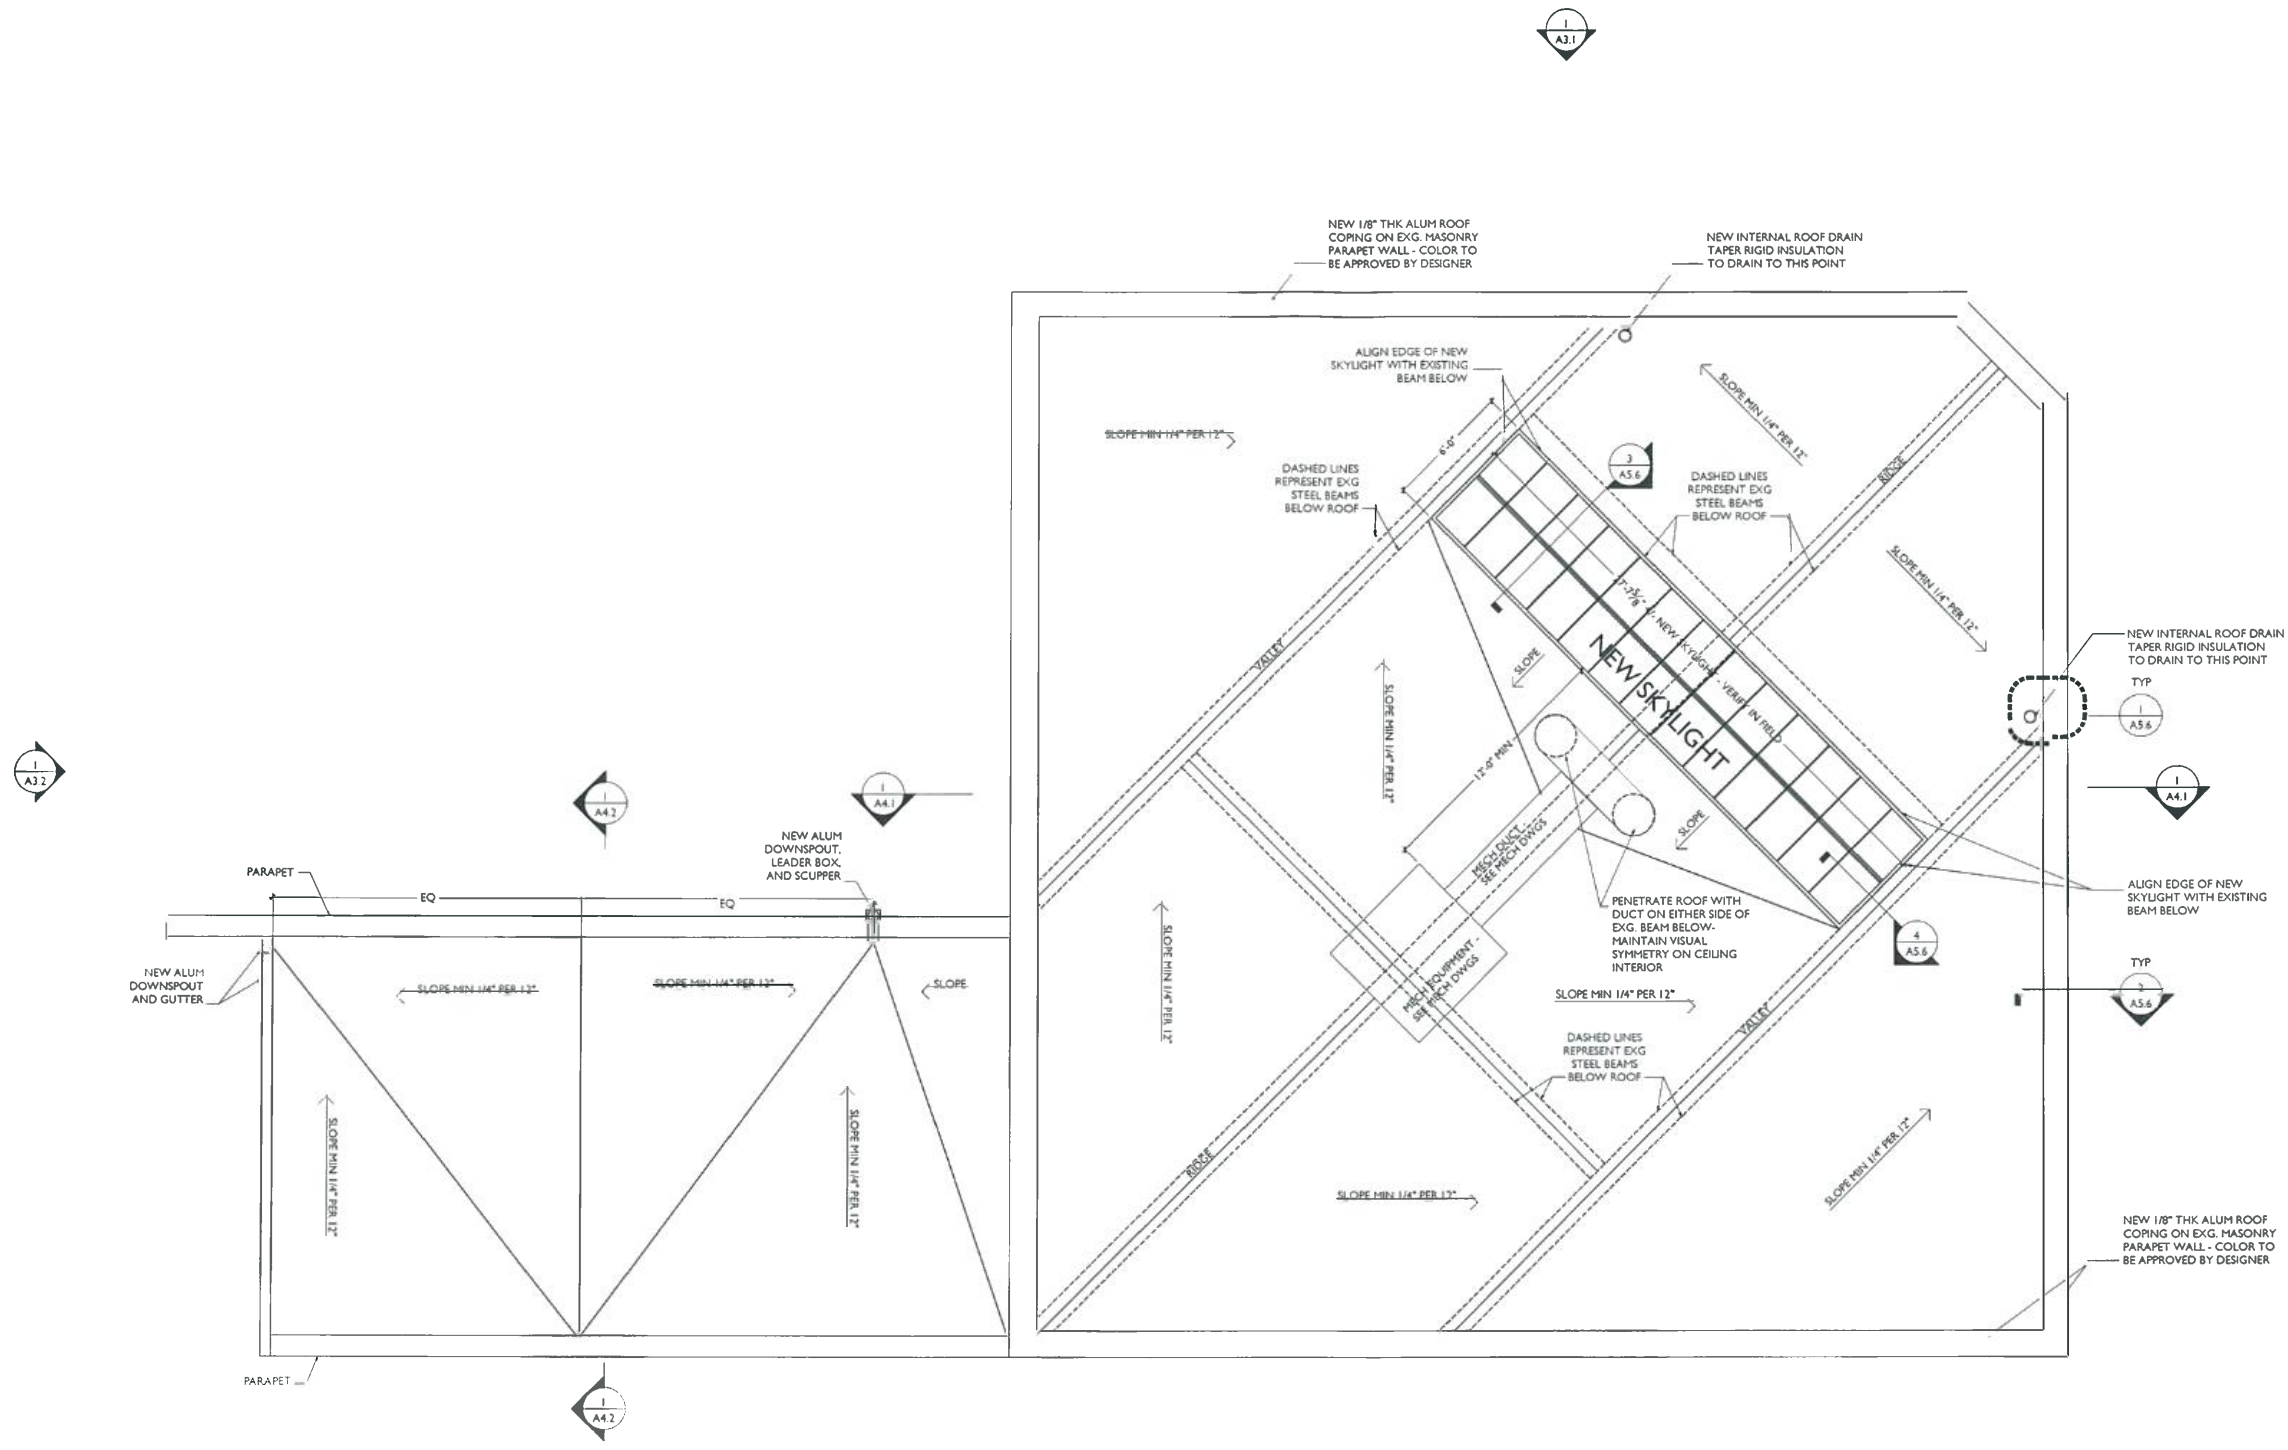 1
A3.1
NEW 1/8" THK ALUM ROOF
COPING ON EXG. MASONRY
PARAPET WALL - COLOR TO
BE APPROVED BY DESIGNER
NEW INTERNAL ROOF DRAIN
TAPER RIGID INSULATION
TO DRAIN TO THIS POINT
ALIGN EDGE OF NEW
SKYLIGHT WITH EXISTING
BEAM BELOW
SLOPE MIN 1/4" PER 12"
SLOPE MIN 1/4" PER 12"
6'-0"
3
A5.6
RIDGE
DASHED LINES
REPRESENT EXG
STEEL BEAMS
BELOW ROOF
DASHED LINES
REPRESENT EXG
STEEL BEAMS
BELOW ROOF
SLOPE MIN 1/4" PER 12"
NEW INTERNAL ROOF DRAIN
TAPER RIGID INSULATION
TO DRAIN TO THIS POINT
TYP
1
A5.6
VALLEY
SLOPE
NEW SKYLIGHT - VERIFY IN FIELD
NEW SKYLIGHT
SLOPE MIN 1/4" PER 12"
12'-0" MIN
SLOPE
MECH DUCT -
SEE MECH DWGS
1
A3.2
1
A4.2
1
A4.1
1
A4.1
NEW ALUM
DOWNSPOUT,
LEADER BOX,
AND SCUPPER
PARAPET
EQ
EQ
PENETRATE ROOF WITH
DUCT ON EITHER SIDE OF
EXG. BEAM BELOW-
MAINTAIN VISUAL
SYMMETRY ON CEILING
INTERIOR
ALIGN EDGE OF NEW
SKYLIGHT WITH EXISTING
BEAM BELOW
4
A5.6
TYP
2
A5.6
NEW ALUM
DOWNSPOUT
AND GUTTER
SLOPE MIN 1/4" PER 12"
SLOPE MIN 1/4" PER 12"
SLOPE
SLOPE MIN 1/4" PER 12"
MECH EQUIPMENT -
SEE MECH DWGS
SLOPE MIN 1/4" PER 12"
VALLEY
DASHED LINES
REPRESENT EXG
STEEL BEAMS
BELOW ROOF
SLOPE MIN 1/4" PER 12"
SLOPE MIN 1/4" PER 12"
RIDGE
SLOPE MIN 1/4" PER 12"
SLOPE MIN 1/4" PER 12"
NEW 1/8" THK ALUM ROOF
COPING ON EXG. MASONRY
PARAPET WALL - COLOR TO
BE APPROVED BY DESIGNER
PARAPET
1
A4.2